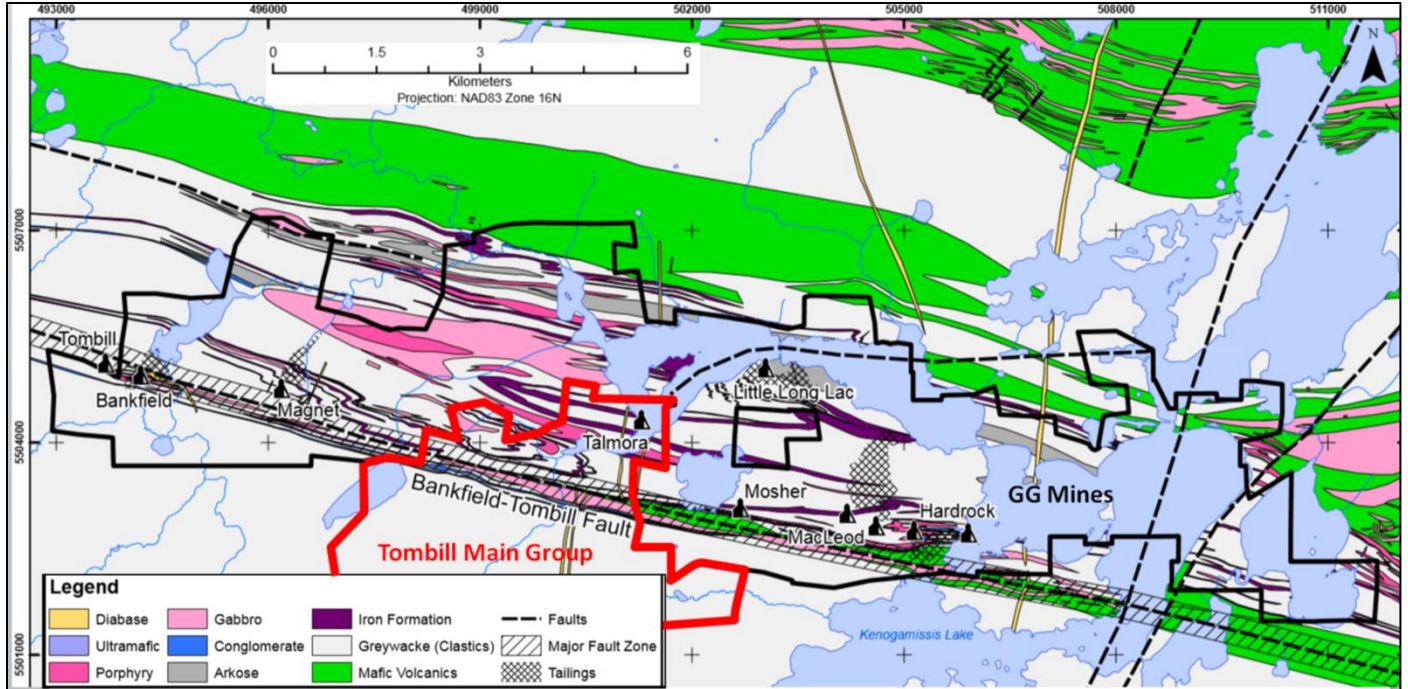 493000 496000 499000 502000 505000 508000 511000
0 1.5 3 6
Kilometers
Projection: NAD83 Zone 16N
N
5507000
5504000
5501000
Tombill
Bankfield
Magnet
Talmora
Little Long-Lac
Mosher
MacLeod
Hardrock
GG Mines
Bankfield-Tombill Fault
Tombill Main Group
Kenogamissis Lake
Legend
Diabase Gabbro Iron Formation Faults
Ultramafic Conglomerate Greywacke (Clastics) Major Fault Zone
Porphyry Arkose Mafic Volcanics Tailings